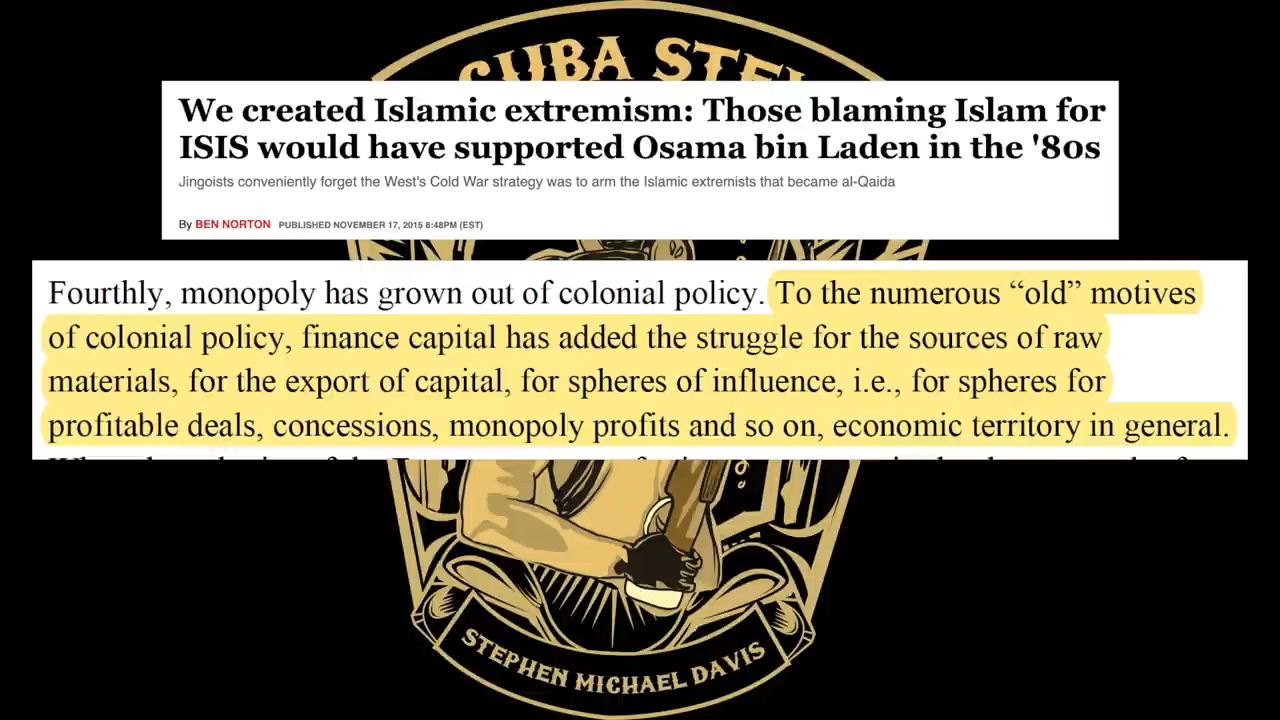 CUBA STE
We created Islamic extremism: Those blaming Islam for
ISIS would have supported Osama bin Laden in the '80s
Jingoists conveniently forget the West's Cold War strategy was to arm the Islamic extremists that became al-Qaida
By BEN NORTON PUBLISHED NOVEMBER 17, 2015 8:48PM (EST)
Fourthly, monopoly has grown out of colonial policy. To the numerous “old” motives
of colonial policy, finance capital has added the struggle for the sources of raw
materials, for the export of capital, for spheres of influence, i.e., for spheres for
profitable deals, concessions, monopoly profits and so on, economic territory in general.
STEPHEN MICHAEL DAVIS